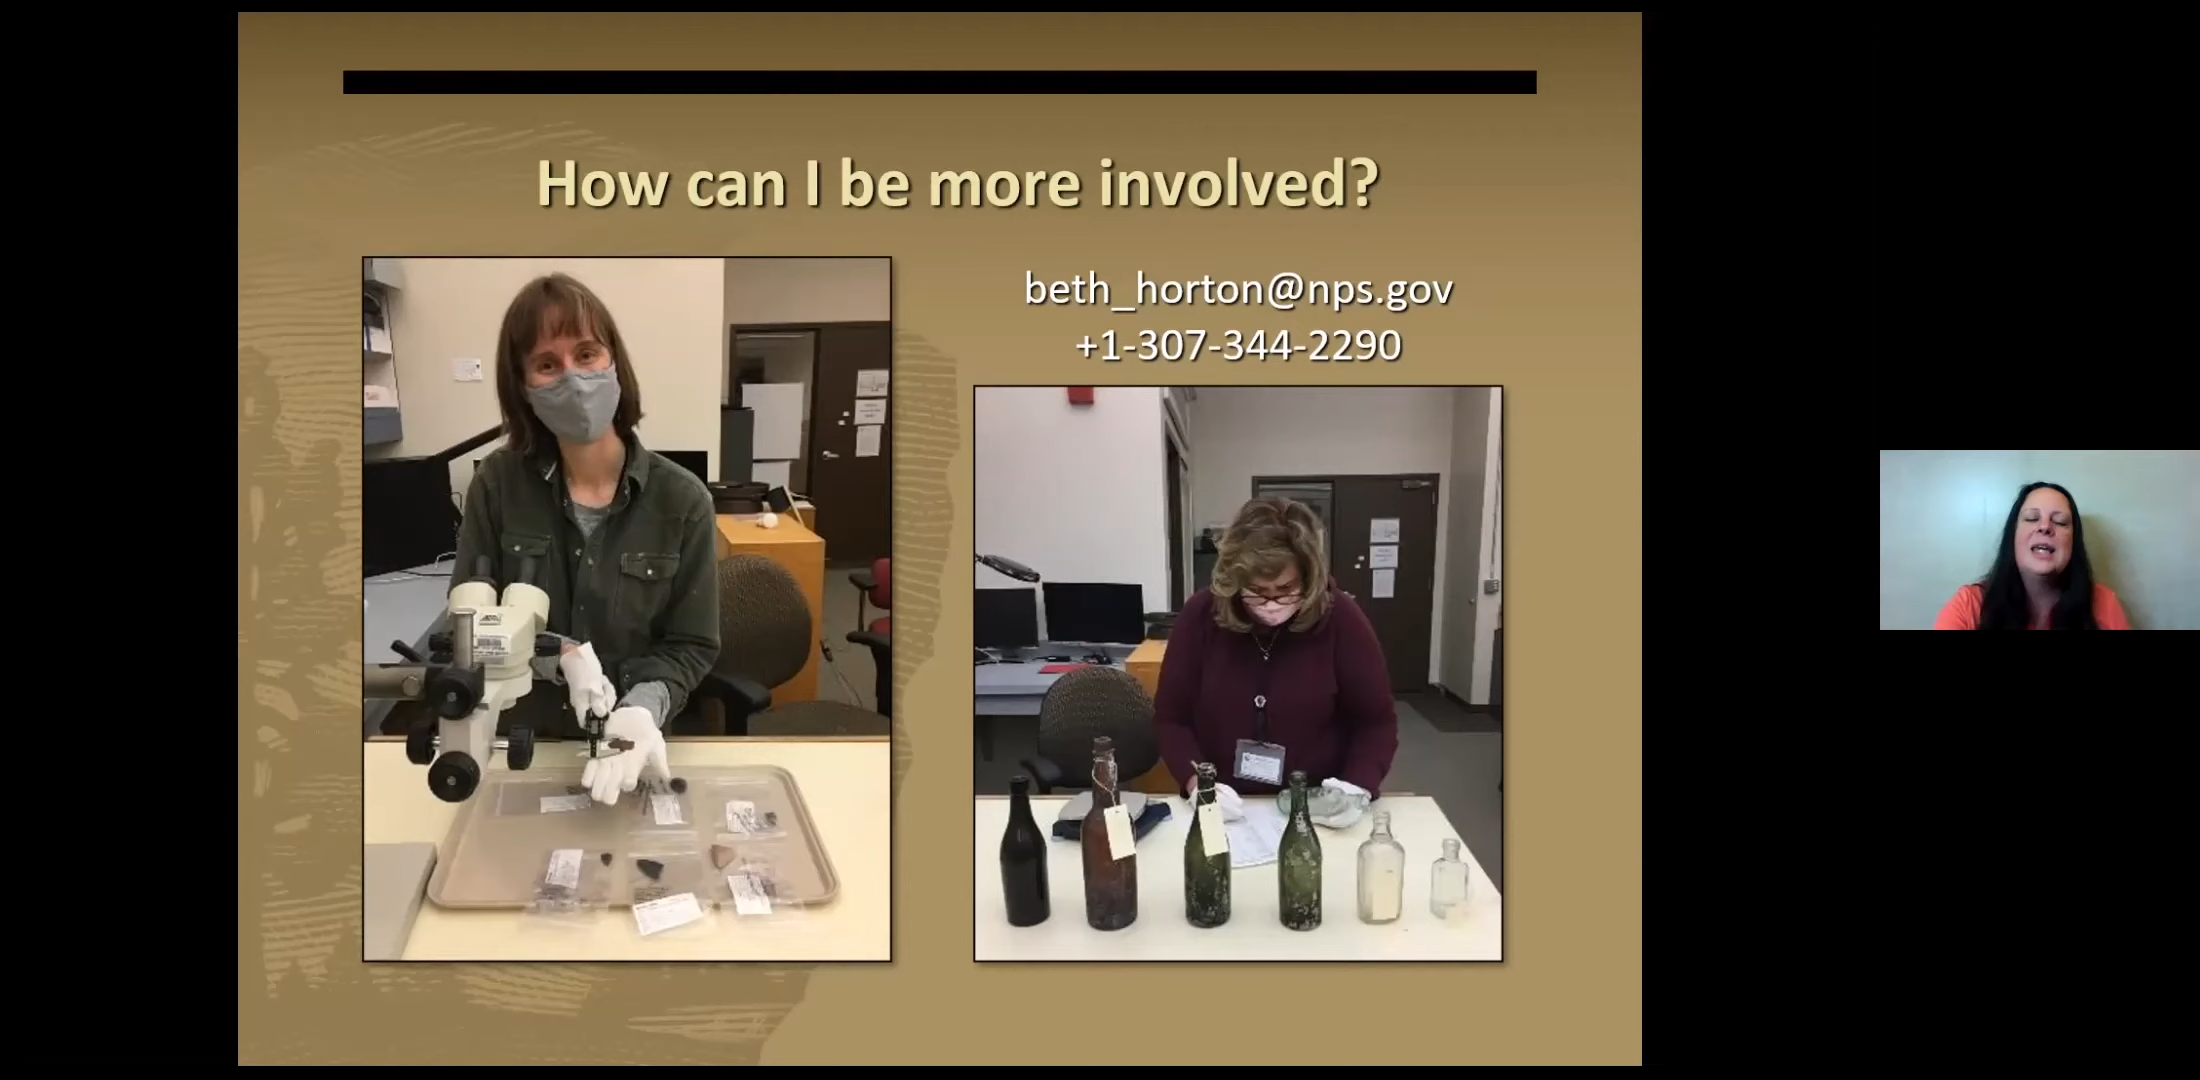 How can I be more involved?
beth_horton@nps.gov
+1-307-344-2290